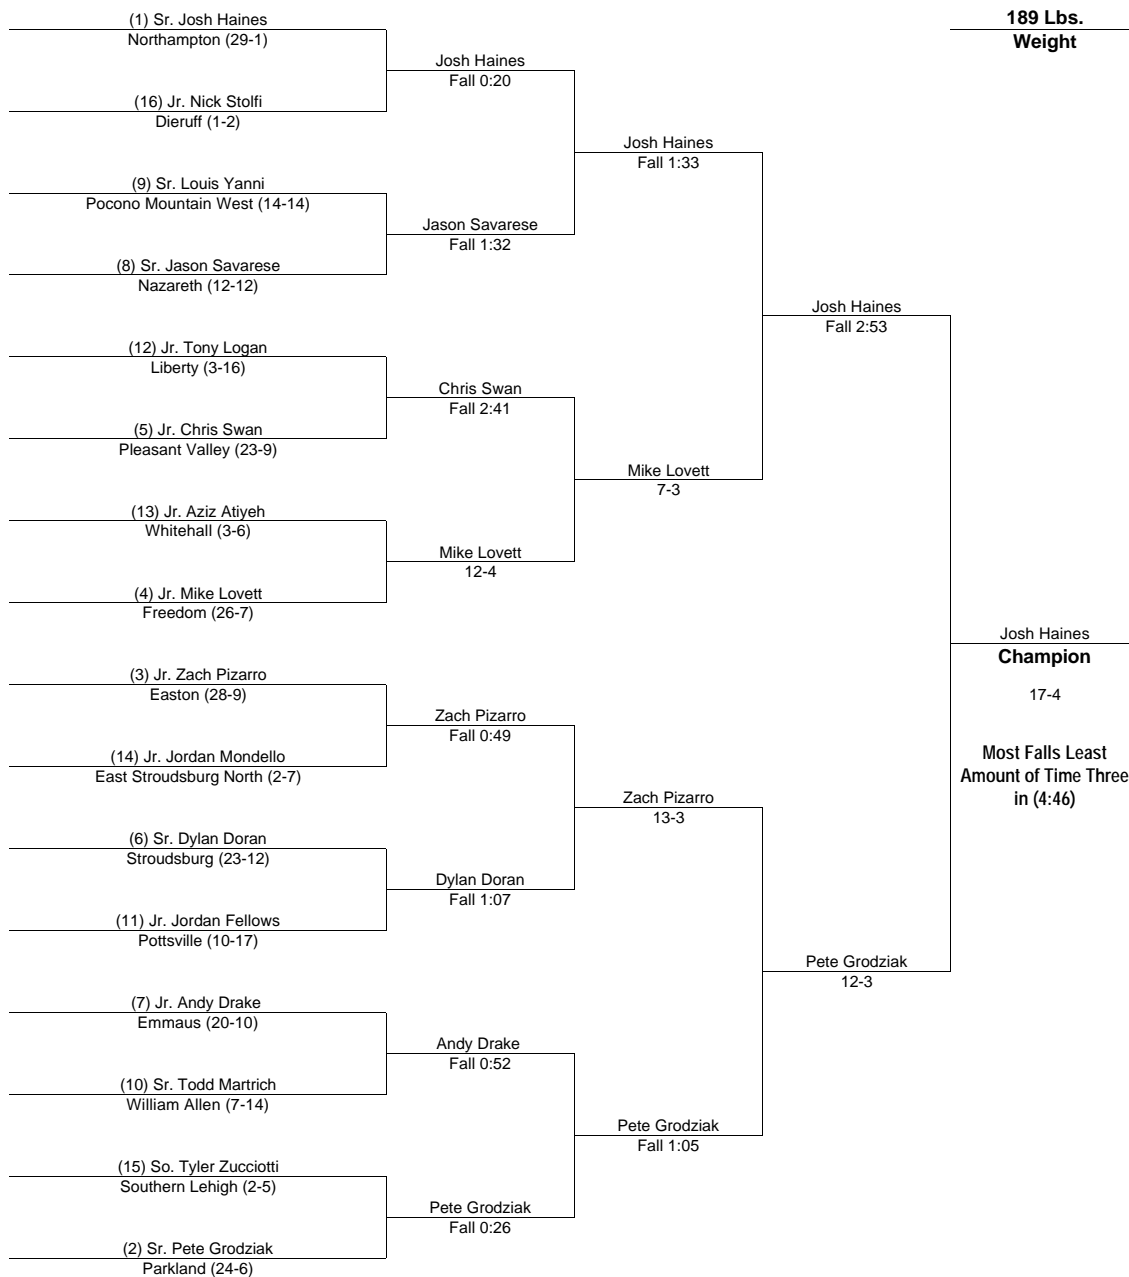 (1) Sr. Josh Haines
Northampton (29-1)
(16) Jr. Nick Stolfi
Dieruff (1-2)
(9) Sr. Louis Yanni
Pocono Mountain West (14-14)
(8) Sr. Jason Savarese
Nazareth (12-12)
(12) Jr. Tony Logan
Liberty (3-16)
(5) Jr. Chris Swan
Pleasant Valley (23-9)
(13) Jr. Aziz Atiyeh
Whitehall (3-6)
(4) Jr. Mike Lovett
Freedom (26-7)
(3) Jr. Zach Pizarro
Easton (28-9)
(14) Jr. Jordan Mondello
East Stroudsburg North (2-7)
(6) Sr. Dylan Doran
Stroudsburg (23-12)
(11) Jr. Jordan Fellows
Pottsville (10-17)
(7) Jr. Andy Drake
Emmaus (20-10)
(10) Sr. Todd Martrich
William Allen (7-14)
(15) So. Tyler Zucciotti
Southern Lehigh (2-5)
(2) Sr. Pete Grodziak
Parkland (24-6)
Josh Haines
Fall 0:20
Jason Savarese
Fall 1:32
Chris Swan
Fall 2:41
Mike Lovett
12-4
Zach Pizarro
Fall 0:49
Dylan Doran
Fall 1:07
Andy Drake
Fall 0:52
Pete Grodziak
Fall 0:26
Josh Haines
Fall 1:33
Mike Lovett
7-3
Zach Pizarro
13-3
Pete Grodziak
Fall 1:05
Josh Haines
Fall 2:53
Pete Grodziak
12-3
189 Lbs.
Weight
Josh Haines
Champion
17-4
Most Falls Least
Amount of Time Three
in (4:46)